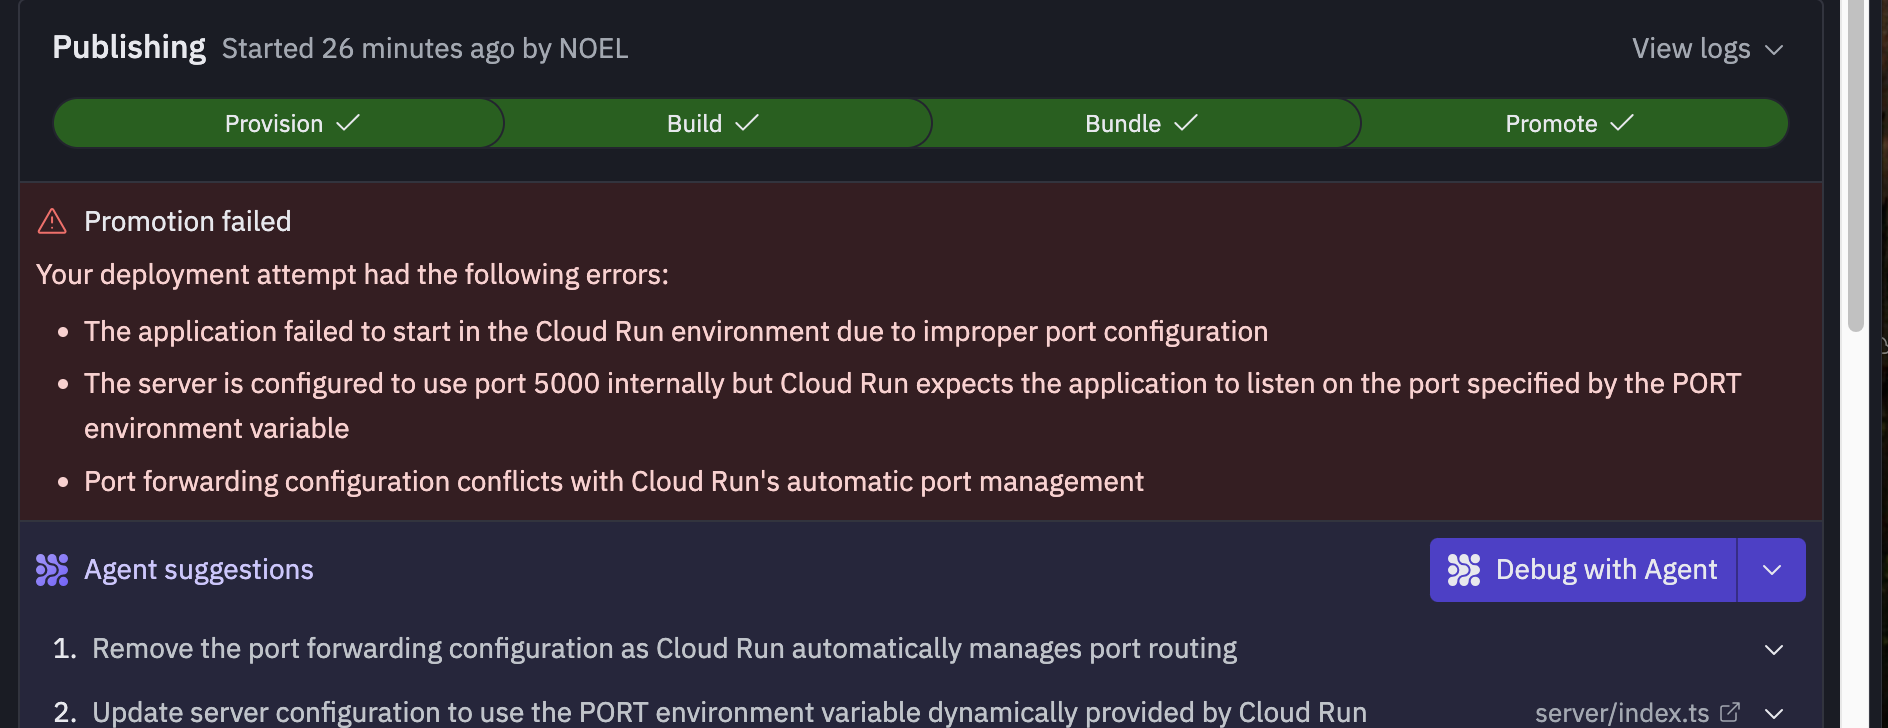 Publishing Started 26 minutes ago by NOEL View logs
Provision Build Bundle Promote
Promotion failed
Your deployment attempt had the following errors:
• The application failed to start in the Cloud Run environment due to improper port configuration
• The server is configured to use port 5000 internally but Cloud Run expects the application to listen on the port specified by the PORT
environment variable
• Port forwarding configuration conflicts with Cloud Run's automatic port management
Agent suggestions Debug with Agent
1. Remove the port forwarding configuration as Cloud Run automatically manages port routing
2. Update server configuration to use the PORT environment variable dynamically provided by Cloud Run server/index.ts